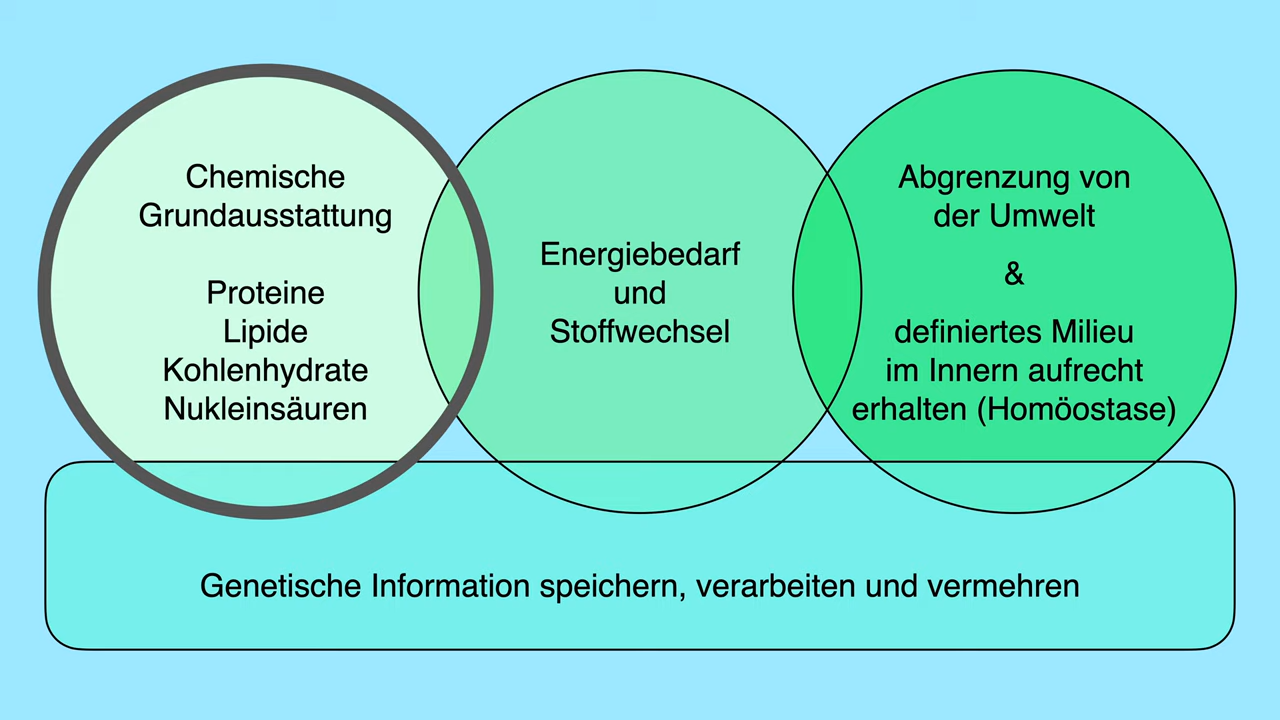 Chemische
Grundausstattung
Proteine
Lipide
Kohlenhydrate
Nukleinsäuren
Energiebedarf
und
Stoffwechsel
Abgrenzung von
der Umwelt
&
definiertes Milieu
im Innern aufrecht
erhalten (Homöostase)
Genetische Information speichern, verarbeiten und vermehren